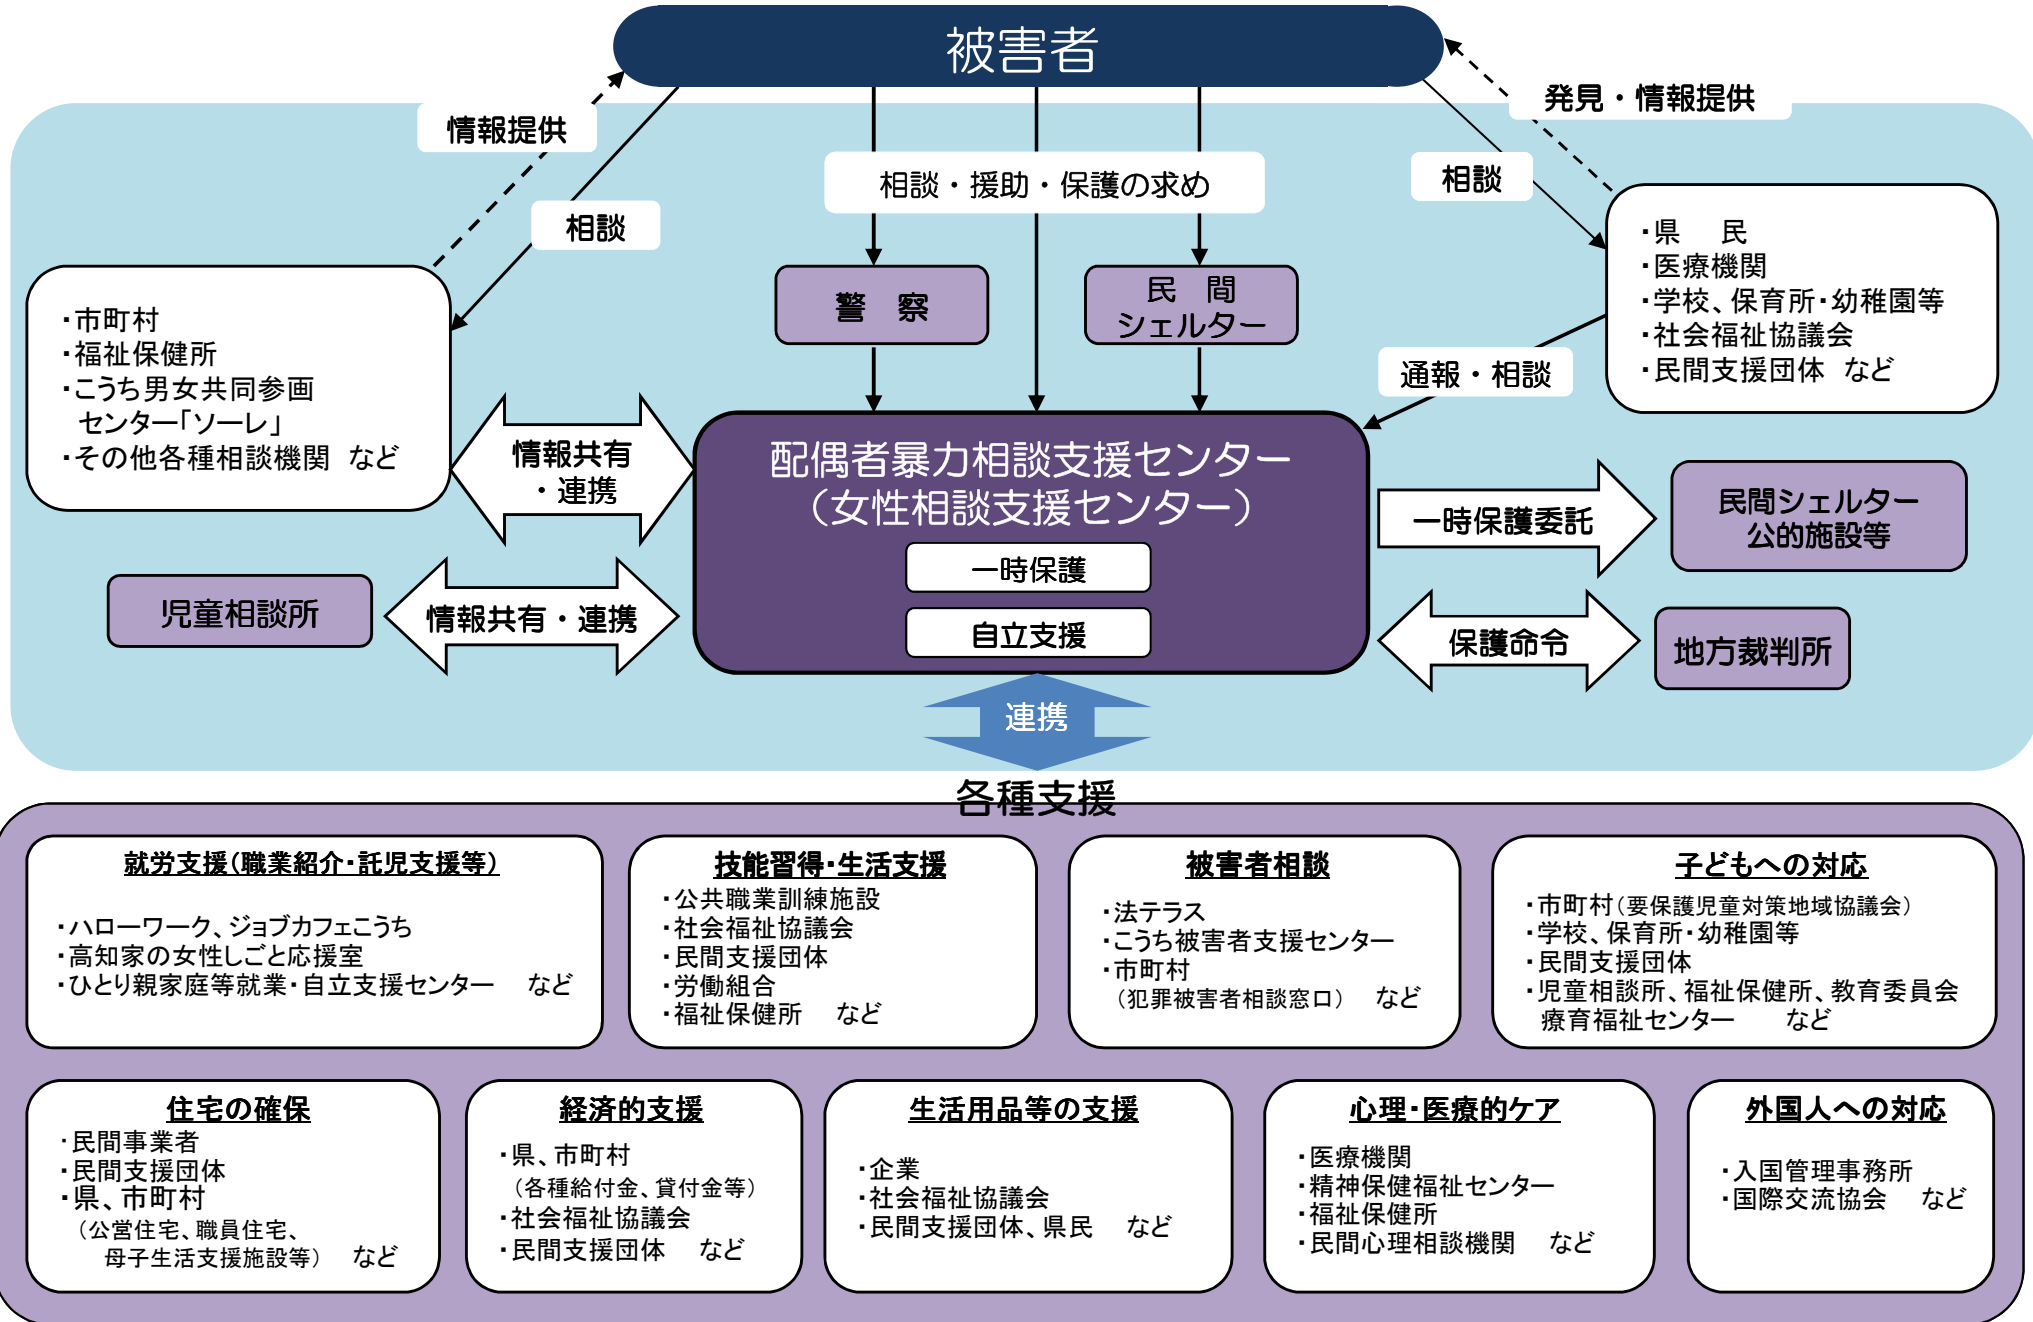 被害者
情報提供
発見・情報提供
相談・援助・保護の求め
相談
相談
・市町村
・福祉保健所
・こうち男女共同参画
センター「ソーレ」
・その他各種相談機関 など
警 察
民 間
シェルター
・県 民
・医療機関
・学校、保育所・幼稚園等
・社会福祉協議会
・民間支援団体 など
通報・相談
情報共有
・連携
配偶者暴力相談支援センター
（女性相談支援センター）
一時保護
自立支援
一時保護委託
民間シェルター
公的施設等
児童相談所
情報共有・連携
保護命令
地方裁判所
連携
各種支援
就労支援（職業紹介・託児支援等）
・ハローワーク、ジョブカフェこうち
・高知家の女性しごと応援室
・ひとり親家庭等就業・自立支援センター など
技能習得・生活支援
・公共職業訓練施設
・社会福祉協議会
・民間支援団体
・労働組合
・福祉保健所 など
被害者相談
・法テラス
・こうち被害者支援センター
・市町村
（犯罪被害者相談窓口） など
子どもへの対応
・市町村（要保護児童対策地域協議会）
・学校、保育所・幼稚園等
・民間支援団体
・児童相談所、福祉保健所、教育委員会
療育福祉センター など
住宅の確保
・民間事業者
・民間支援団体
・県、市町村
（公営住宅、職員住宅、
母子生活支援施設等） など
経済的支援
・県、市町村
（各種給付金、貸付金等）
・社会福祉協議会
・民間支援団体 など
生活用品等の支援
・企業
・社会福祉協議会
・民間支援団体、県民 など
心理・医療的ケア
・医療機関
・精神保健福祉センター
・福祉保健所
・民間心理相談機関 など
外国人への対応
・入国管理事務所
・国際交流協会 など